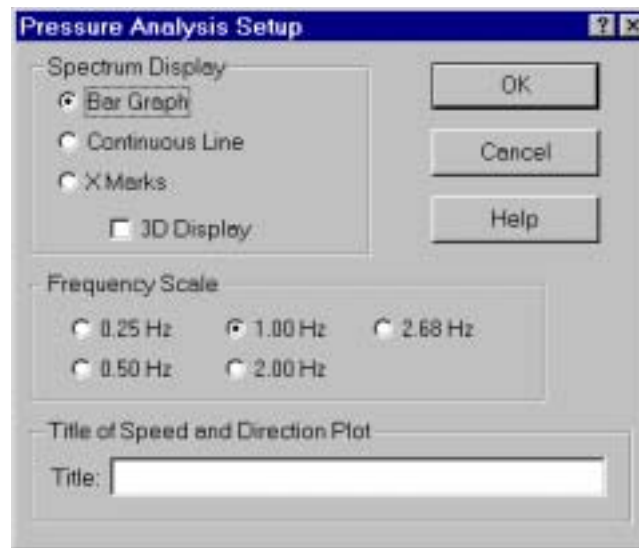 Pressure Analysis Setup
Spectrum Display
Bar Graph
Continuous Line
X Marks
3D Display
OK
Cancel
Help
Frequency Scale
0.25 Hz
1.00 Hz
2.68 Hz
0.50 Hz
2.00 Hz
Title of Speed and Direction Plot
Title: